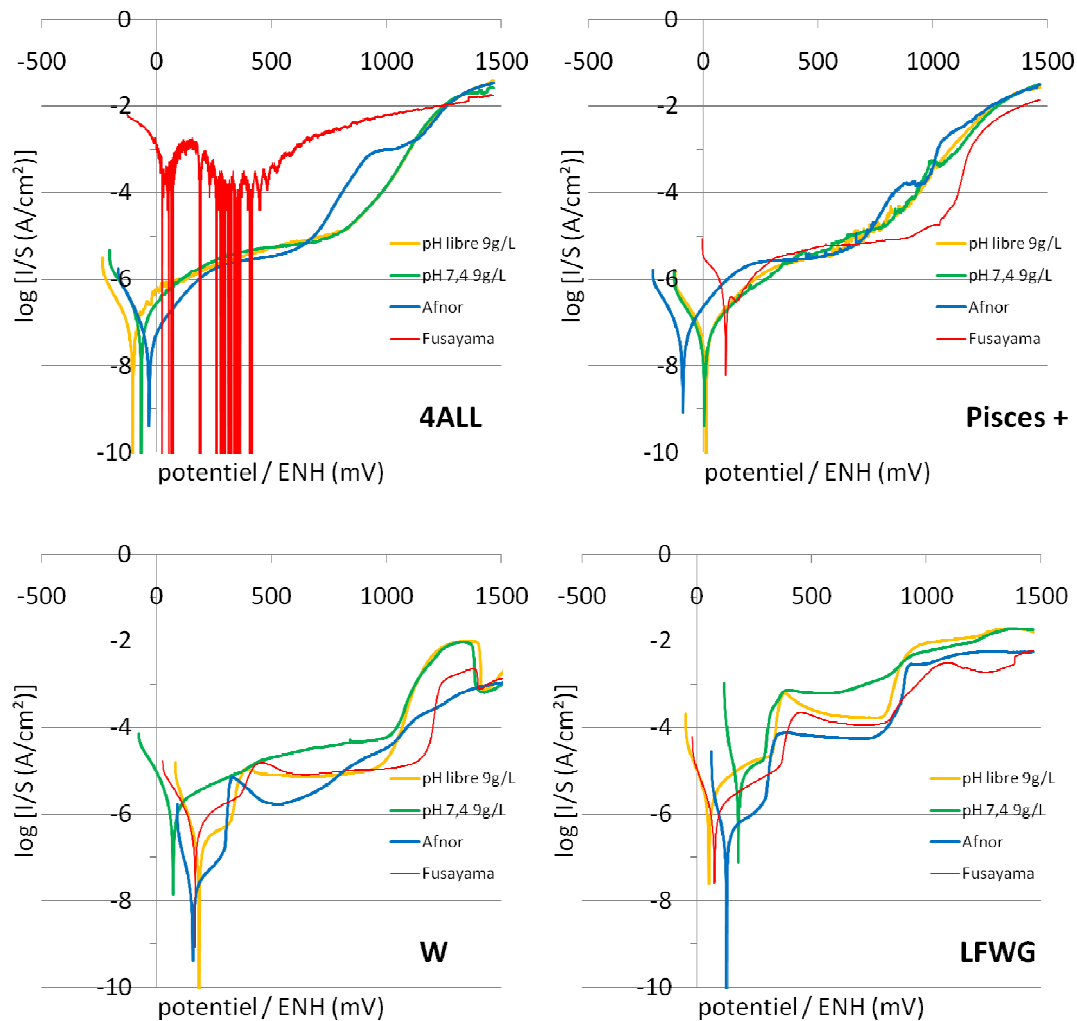 -500 0 500 1000 1500
0
-2
-4
-6
-8
-10
log [I/S (A/cm²)]
pH libre 9g/L
pH 7,4 9g/L
Afnor
Fusayama
4ALL
potentiel / ENH (mV)
-500 0 500 1000 1500
0
-2
-4
-6
-8
-10
log [I/S (A/cm²)]
pH libre 9g/L
pH 7,4 9g/L
Afnor
Fusayama
Pisces +
potentiel / ENH (mV)
-500 0 500 1000 1500
0
-2
-4
-6
-8
-10
log [I/S (A/cm²)]
pH libre 9g/L
pH 7,4 9g/L
Afnor
Fusayama
W
potentiel / ENH (mV)
-500 0 500 1000 1500
0
-2
-4
-6
-8
-10
log [I/S (A/cm²)]
pH libre 9g/L
pH 7,4 9g/L
Afnor
Fusayama
LFWG
potentiel / ENH (mV)